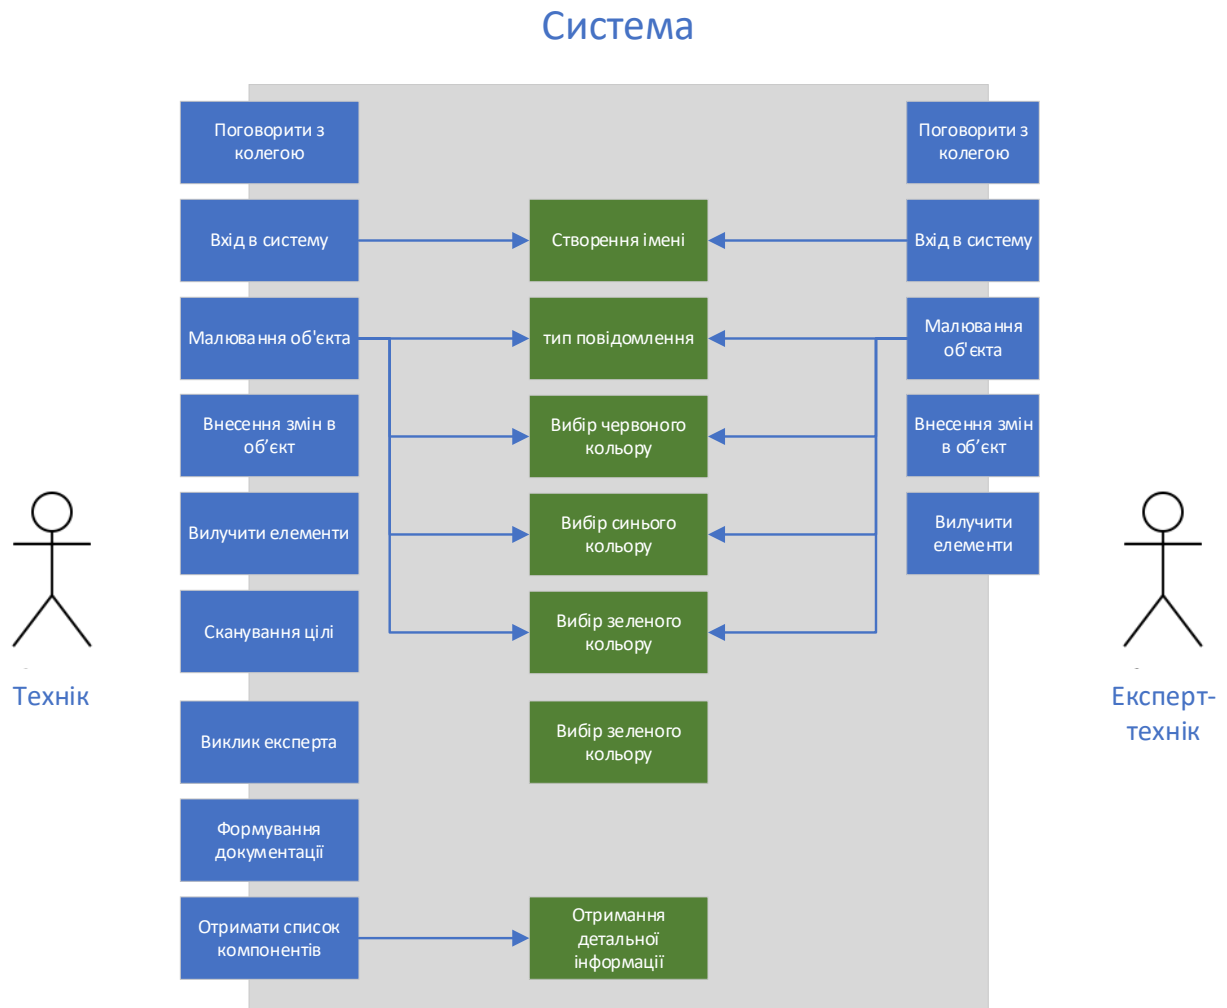 Система
Поговорити з
колегою
Поговорити з
колегою
Вхід в систему
Створення імені
Вхід в систему
Малювання об'єкта
тип повідомлення
Малювання
об'єкта
Внесення змін в
об’єкт
Вибір червоного
кольору
Внесення змін
в об’єкт
Вилучити елементи
Вибір синього
кольору
Вилучити
елементи
Сканування цілі
Вибір зеленого
кольору
Технік
Експерт-
технік
Виклик експерта
Вибір зеленого
кольору
Формування
документації
Отримати список
компонентів
Отримання
детальної
інформації